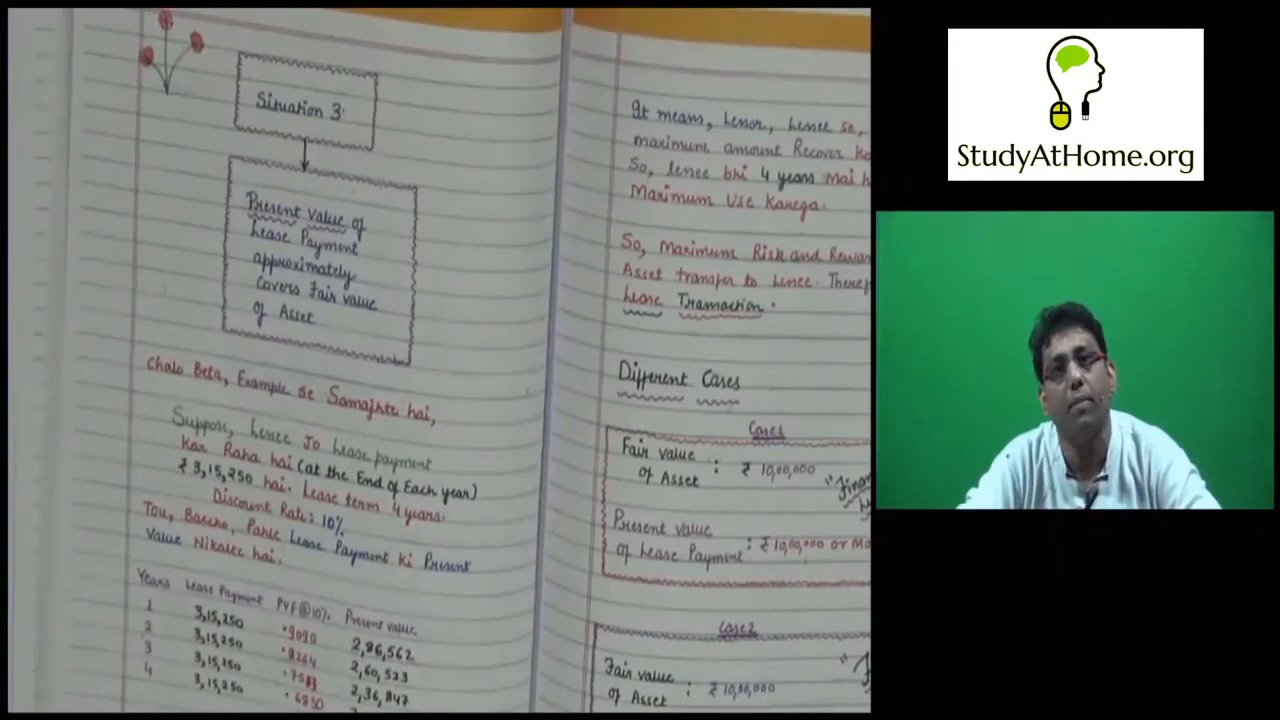 Situation 3:
Present Value of
Lease Payment
approximately
covers Fair value
of Asset
Chalo Beta, Example se Samajhte hai,
Suppose, Lessee Jo Lease payment
Kar Raha hai (at the End of Each year)
₹ 3,15,250 hai. Lease term 4 years.
Discount Rate: 10%
Tou, Baccho, Pahle Lease Payment ki Present
Value Nikalte hai.
Years Lease Payment PVF@10% Present value
1 3,15,250 .9090 2,86,562
2 3,15,250 .8264 2,60,523
3 3,15,250 .7513 2,36,847
4 3,15,250 .6830
It means, Lessor, Lessee se,
maximum amount Recover
So, lessee bhi 4 years mai
Maximum Use Karega.
So, Maximum Risk and
Asset transfer to lessee.
Lease Transaction.
Different Cases
Case1
Fair value
of Asset : ₹ 10,00,000
Present value
of Lease Payment : ₹ 10,00,000 or
Case2
Fair value
of Asset : ₹ 10,00,000
StudyAtHome.org